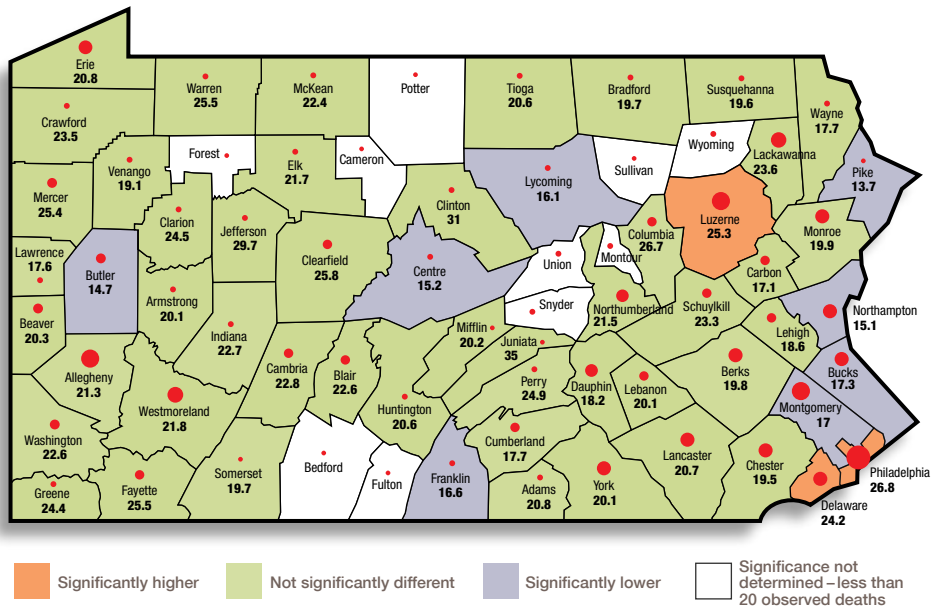 Erie
20.8
Warren
25.5
McKean
22.4
Potter
Tioga
20.6
Bradford
19.7
Susquehanna
19.6
Wayne
17.7
Crawford
23.5
Forest
Elk
21.7
Cameron
Sullivan
Wyoming
Lackawanna
23.6
Pike
13.7
Mercer
25.4
Venango
19.1
Clarion
24.5
Jefferson
29.7
Clinton
31
Lycoming
16.1
Luzerne
25.3
Columbia
26.7
Monroe
19.9
Lawrence
17.6
Butler
14.7
Clearfield
25.8
Centre
15.2
Union
Montour
Carbon
17.1
Beaver
20.3
Armstrong
20.1
Indiana
22.7
Snyder
Northumberland
21.5
Schuylkill
23.3
Northampton
15.1
Lehigh
18.6
Allegheny
21.3
Westmoreland
21.8
Cambria
22.8
Blair
22.6
Mifflin
20.2
Juniata
35
Perry
24.9
Dauphin
18.2
Lebanon
20.1
Berks
19.8
Bucks
17.3
Montgomery
17
Huntington
20.6
Washington
22.6
Greene
24.4
Fayette
25.5
Somerset
19.7
Bedford
Fulton
Franklin
16.6
Cumberland
17.7
Adams
20.8
York
20.1
Lancaster
20.7
Chester
19.5
Philadelphia
26.8
Delaware
24.2
Significantly higher
Not significantly different
Significantly lower
Significance not
determined – less than
20 observed deaths